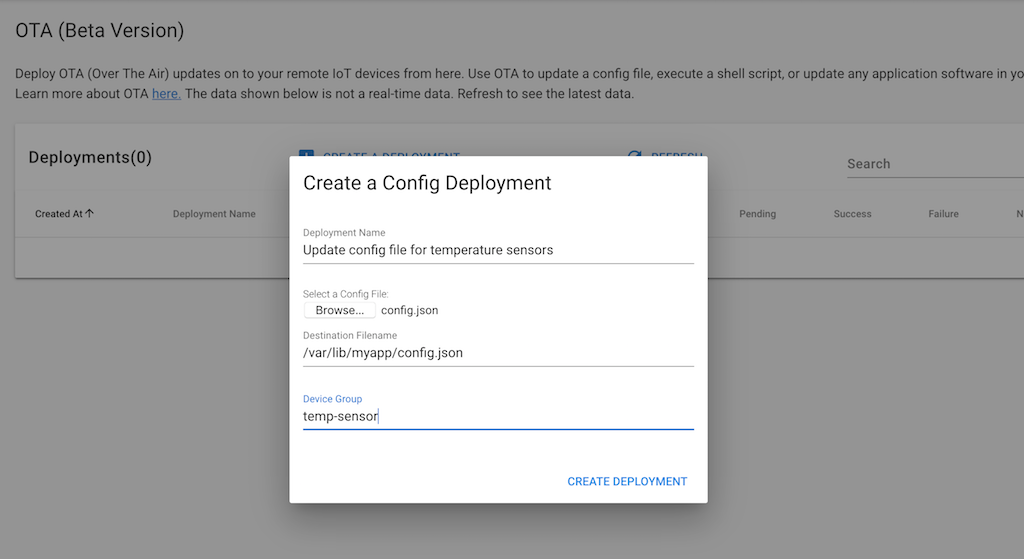 OTA (Beta Version)
Deploy OTA (Over The Air) updates on to your remote IoT devices from here. Use OTA to update a config file, execute a shell script, or update any application software in yo
Learn more about OTA here. The data shown below is not a real-time data. Refresh to see the latest data.
Deployments(0)
CREATE A DEPLOYMENT
REFRESH
Search
Created At
Deployment Name
Pending
Success
Failure
N
Create a Config Deployment
Deployment Name
Update config file for temperature sensors
Select a Config File:
Browse... config.json
Destination Filename
/var/lib/myapp/config.json
Device Group
temp-sensor
CREATE DEPLOYMENT